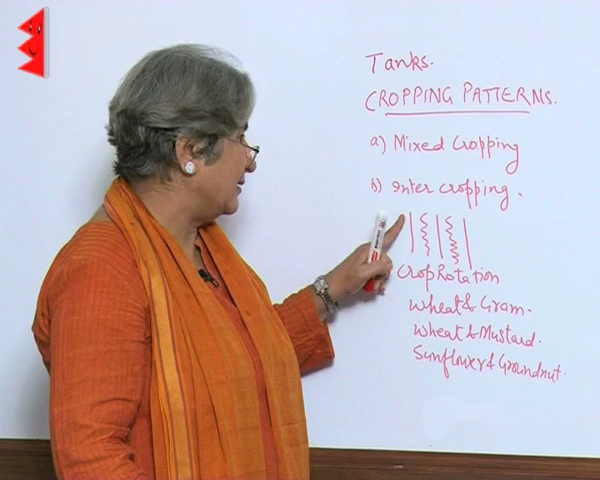 Tanks.
CROPPING PATTERNS.
a) Mixed Cropping
b) Inter cropping.
Crop Rotation
Wheat & Gram.
Wheat & Mustard.
Sunflower & Groundnut.